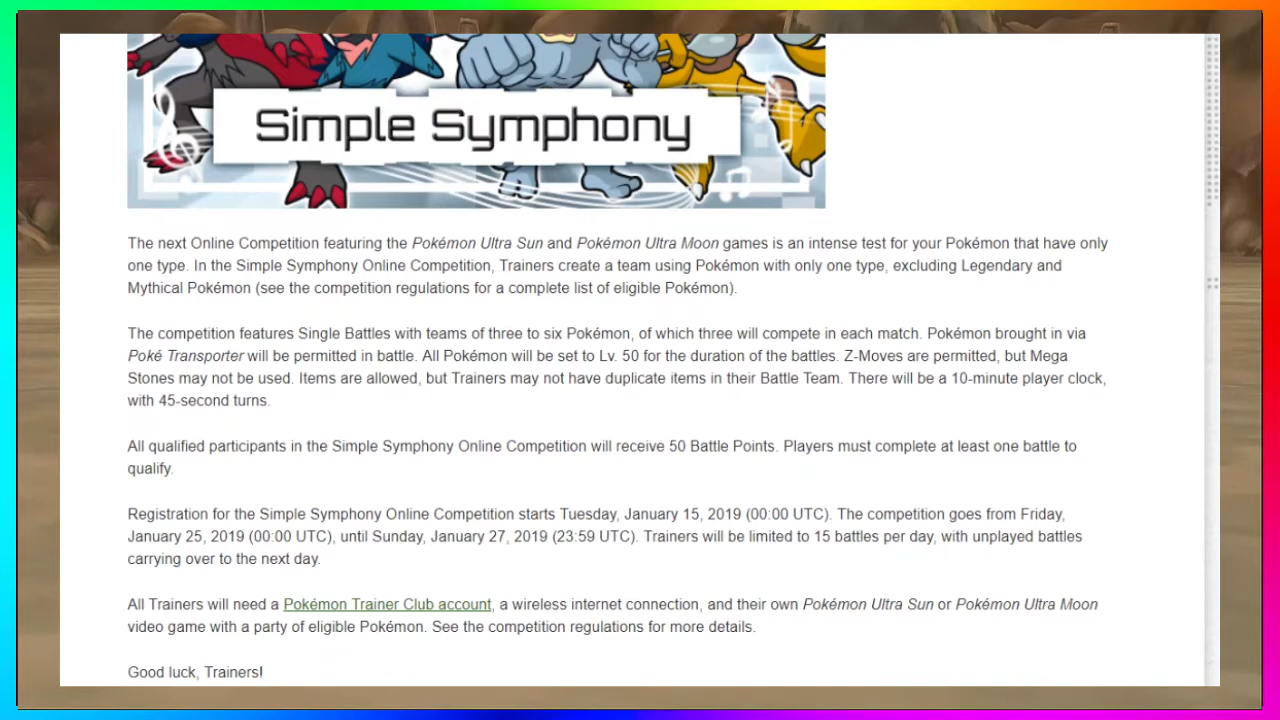 Simple Symphony
The next Online Competition featuring the Pokémon Ultra Sun and Pokémon Ultra Moon games is an intense test for your Pokémon that have only
one type. In the Simple Symphony Online Competition, Trainers create a team using Pokémon with only one type, excluding Legendary and
Mythical Pokémon (see the competition regulations for a complete list of eligible Pokémon).
The competition features Single Battles with teams of three to six Pokémon, of which three will compete in each match. Pokémon brought in via
Poké Transporter will be permitted in battle. All Pokémon will be set to Lv. 50 for the duration of the battles. Z-Moves are permitted, but Mega
Stones may not be used. Items are allowed, but Trainers may not have duplicate items in their Battle Team. There will be a 10-minute player clock,
with 45-second turns.
All qualified participants in the Simple Symphony Online Competition will receive 50 Battle Points. Players must complete at least one battle to
qualify.
Registration for the Simple Symphony Online Competition starts Tuesday, January 15, 2019 (00:00 UTC). The competition goes from Friday,
January 25, 2019 (00:00 UTC), until Sunday, January 27, 2019 (23:59 UTC). Trainers will be limited to 15 battles per day, with unplayed battles
carrying over to the next day.
All Trainers will need a Pokémon Trainer Club account, a wireless internet connection, and their own Pokémon Ultra Sun or Pokémon Ultra Moon
video game with a party of eligible Pokémon. See the competition regulations for more details.
Good luck, Trainers!